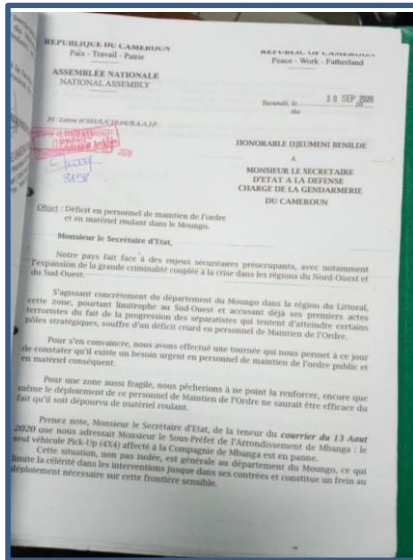 REPUBLIQUE DU CAMEROUN
Paix - Travail - Patrie
REPUBLIC OF CAMEROON
Peace - Work - Fatherland
ASSEMBLÉE NATIONALE
NATIONAL ASSEMBLY
Yaoundé, le 30 SEP 2020
the
PJ : Lettre
2020
HONORABLE DJEUMENI BENILDE
A
MONSIEUR LE SECRETAIRE
D'ETAT A LA DEFENSE
CHARGE DE LA GENDARMERIE
DU CAMEROUN
Objet : Déficit en personnel de maintien de l'ordre
et en matériel roulant dans le Moungo.
Monsieur le Secrétaire d'Etat,
Notre pays fait face à des enjeux sécuritaires préoccupants, avec notamment
l'expansion de la grande criminalité couplée à la crise dans les régions du Nord-Ouest et
du Sud-Ouest.
S'agissant concrètement du département du Moungo dans la région du Littoral,
cette zone, pourtant limitrophe au Sud-Ouest et accusant déjà ses premiers actes
terroristes du fait de la progression des séparatistes qui tentent d'atteindre certains
pôles stratégiques, souffre d'un déficit criard en personnel de Maintien de l'Ordre.
Pour s'en convaincre, nous avons effectué une tournée qui nous permet à ce jour
de constater qu'il existe un besoin urgent en personnel de maintien de l'ordre public et
en matériel conséquent.
Pour une zone aussi fragile, nous pécherions à ne point la renforcer, encore que
même le déploiement de ce personnel de Maintien de l'Ordre ne saurait être efficace du
fait qu'il soit dépourvu de matériel roulant.
Prenez note, Monsieur le Secrétaire d'Etat, de la teneur du courrier du 13 Aout
2020 que nous adressait Monsieur le Sous-Préfet de l'Arrondissement de Mbanga : le
seul véhicule Pick-Up (4X4) affecté à la Compagnie de Mbanga est en panne.
Cette situation, non pas isolée, est générale au département du Moungo, ce qui
limite la célérité dans les interventions jusque dans ses contrées et constitue un frein au
déploiement nécessaire sur cette frontière sensible.